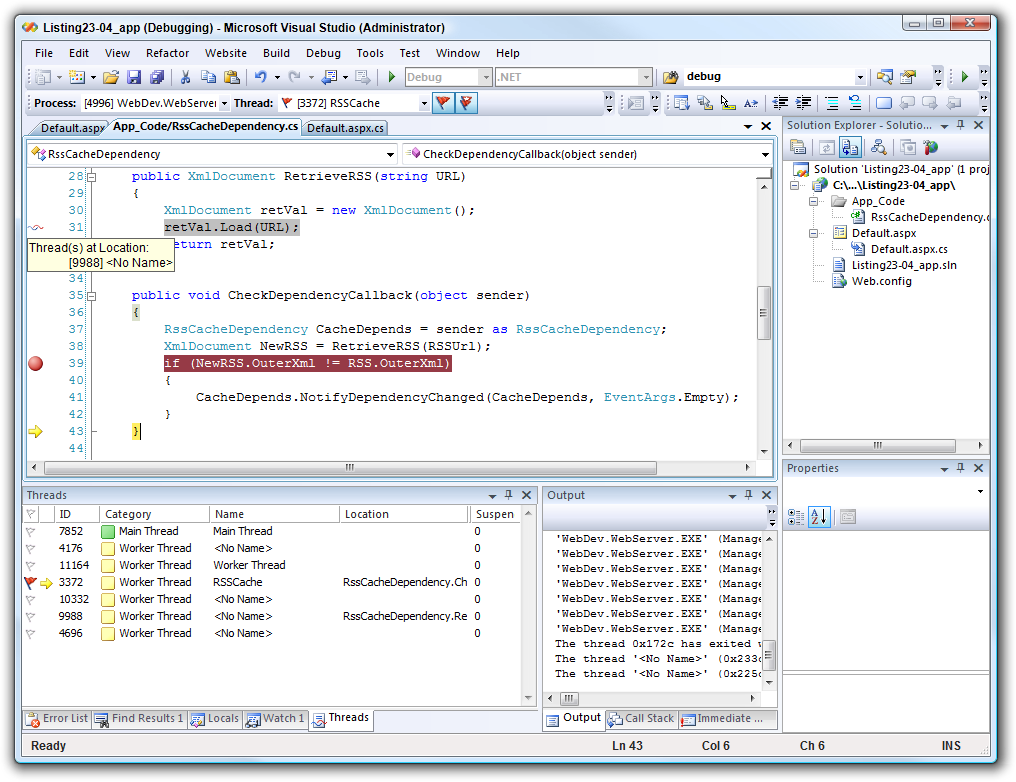 Listing23-04_app (Debugging) - Microsoft Visual Studio (Administrator)
File Edit View Refactor Website Build Debug Tools Test Window Help
Debug .NET debug
Process: [4996] WebDev.WebServer Thread: [3372] RSSCache
Default.aspx App_Code/RssCacheDependency.cs Default.aspx.cs
RssCacheDependency CheckDependencyCallback(object sender)
28 public XmlDocument RetrieveRSS(string URL)
29 {
30 XmlDocument retVal = new XmlDocument();
31 retVal.Load(URL);
return retVal;
Thread(s) at Location:
[9988] <No Name>
34
35 public void CheckDependencyCallback(object sender)
36 {
37 RssCacheDependency CacheDepends = sender as RssCacheDependency;
38 XmlDocument NewRSS = RetrieveRSS(RSSUrl);
39 if (NewRSS.OuterXml != RSS.OuterXml)
40 {
41 CacheDepends.NotifyDependencyChanged(CacheDepends, EventArgs.Empty);
42 }
43 }
44
Solution Explorer - Solutio...
Solution 'Listing23-04_app' (1 proj
C:\...\Listing23-04_app\
App_Code
RssCacheDependency.c
Default.aspx
Default.aspx.cs
Listing23-04_app.sln
Web.config
Properties
Threads
ID Category Name Location Suspen
7852 Main Thread Main Thread 0
4176 Worker Thread <No Name> 0
11164 Worker Thread Worker Thread 0
3372 Worker Thread RSSCache RssCacheDependency.Ch 0
10332 Worker Thread <No Name> 0
9988 Worker Thread <No Name> RssCacheDependency.Re 0
4696 Worker Thread <No Name> 0
Error List Find Results 1 Locals Watch 1 Threads
Output
'WebDev.WebServer.EXE' (Manage
'WebDev.WebServer.EXE' (Manage
'WebDev.WebServer.EXE' (Manage
'WebDev.WebServer.EXE' (Manage
'WebDev.WebServer.EXE' (Manage
'WebDev.WebServer.EXE' (Manage
'WebDev.WebServer.EXE' (Manage
The thread 0x172c has exited w
The thread '<No Name>' (0x233c
The thread '<No Name>' (0x225c
Output Call Stack Immediate ...
Ready Ln 43 Col 6 Ch 6 INS